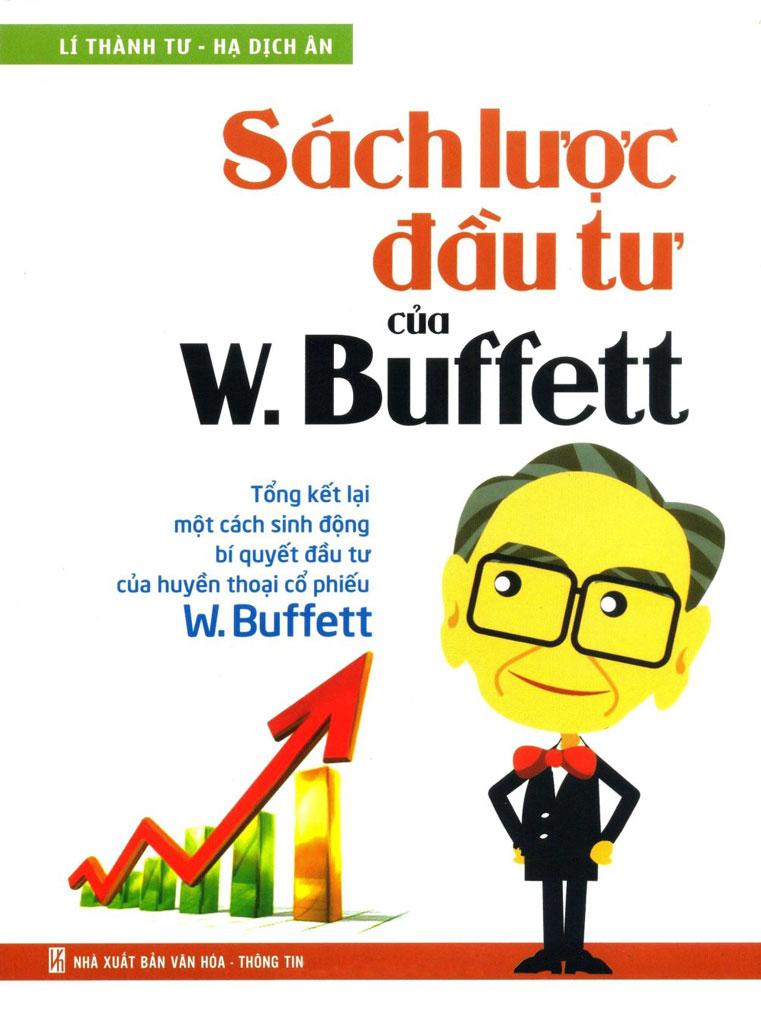 LÍ THÀNH TƯ - HẠ DỊCH ÂN
Sách lược
đầu tư
của
W. Buffett
Tổng kết lại
một cách sinh động
bí quyết đầu tư
của huyền thoại cổ phiếu
W. Buffett
NHÀ XUẤT BẢN VĂN HÓA - THÔNG TIN